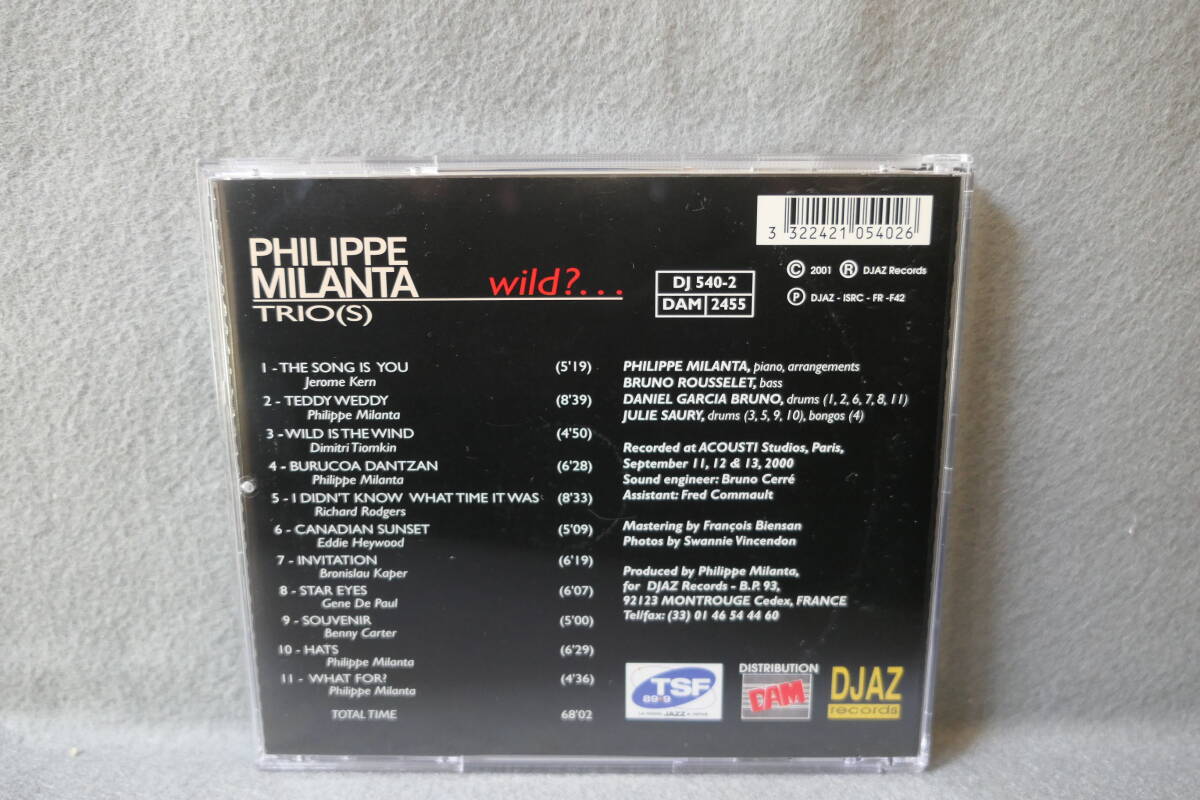 PHILIPPE
MILANTA
TRIO(S)
wild?...
DJ 540-2
DAM 2455
3 322421 054026
© 2001 ® DJAZ Records
℗ DJAZ - ISRC - FR -F42
1 - THE SONG IS YOU (5'19)
Jerome Kern
2 - TEDDY WEDDY (8'39)
Philippe Milanta
3 - WILD IS THE WIND (4'50)
Dimitri Tiomkin
4 - BURUCOA DANTZAN (6'28)
Philippe Milanta
5 - I DIDN'T KNOW WHAT TIME IT WAS (8'33)
Richard Rodgers
6 - CANADIAN SUNSET (5'09)
Eddie Heywood
7 - INVITATION (6'19)
Bronislau Kaper
8 - STAR EYES (6'07)
Gene De Paul
9 - SOUVENIR (5'00)
Benny Carter
10 - HATS (6'29)
Philippe Milanta
11 - WHAT FOR? (4'36)
Philippe Milanta
TOTAL TIME 68'02
PHILIPPE MILANTA, piano, arrangements
BRUNO ROUSSELET, bass
DANIEL GARCIA BRUNO, drums (1, 2, 6, 7, 8, 11)
JULIE SAURY, drums (3, 5, 9, 10), bongos (4)
Recorded at ACOUSTI Studios, Paris,
September 11, 12 & 13, 2000
Sound engineer: Bruno Cerré
Assistant: Fred Commault
Mastering by François Biensan
Photos by Swannie Vincendon
Produced by Philippe Milanta,
for DJAZ Records - B.P. 93,
92123 MONTROUGE Cedex, FRANCE
Tel/fax: (33) 01 46 54 44 60
TSF
89.9
JAZZ
DISTRIBUTION
DAM
DJAZ
records